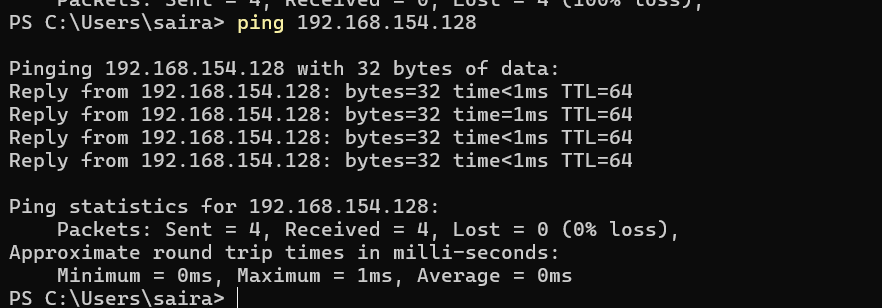 Packets: Sent = 4, Received = 0, Lost = 4 (100% loss),
PS C:\Users\saira> ping 192.168.154.128

Pinging 192.168.154.128 with 32 bytes of data:
Reply from 192.168.154.128: bytes=32 time<1ms TTL=64
Reply from 192.168.154.128: bytes=32 time=1ms TTL=64
Reply from 192.168.154.128: bytes=32 time<1ms TTL=64
Reply from 192.168.154.128: bytes=32 time<1ms TTL=64

Ping statistics for 192.168.154.128:
    Packets: Sent = 4, Received = 4, Lost = 0 (0% loss),
Approximate round trip times in milli-seconds:
    Minimum = 0ms, Maximum = 1ms, Average = 0ms
PS C:\Users\saira>